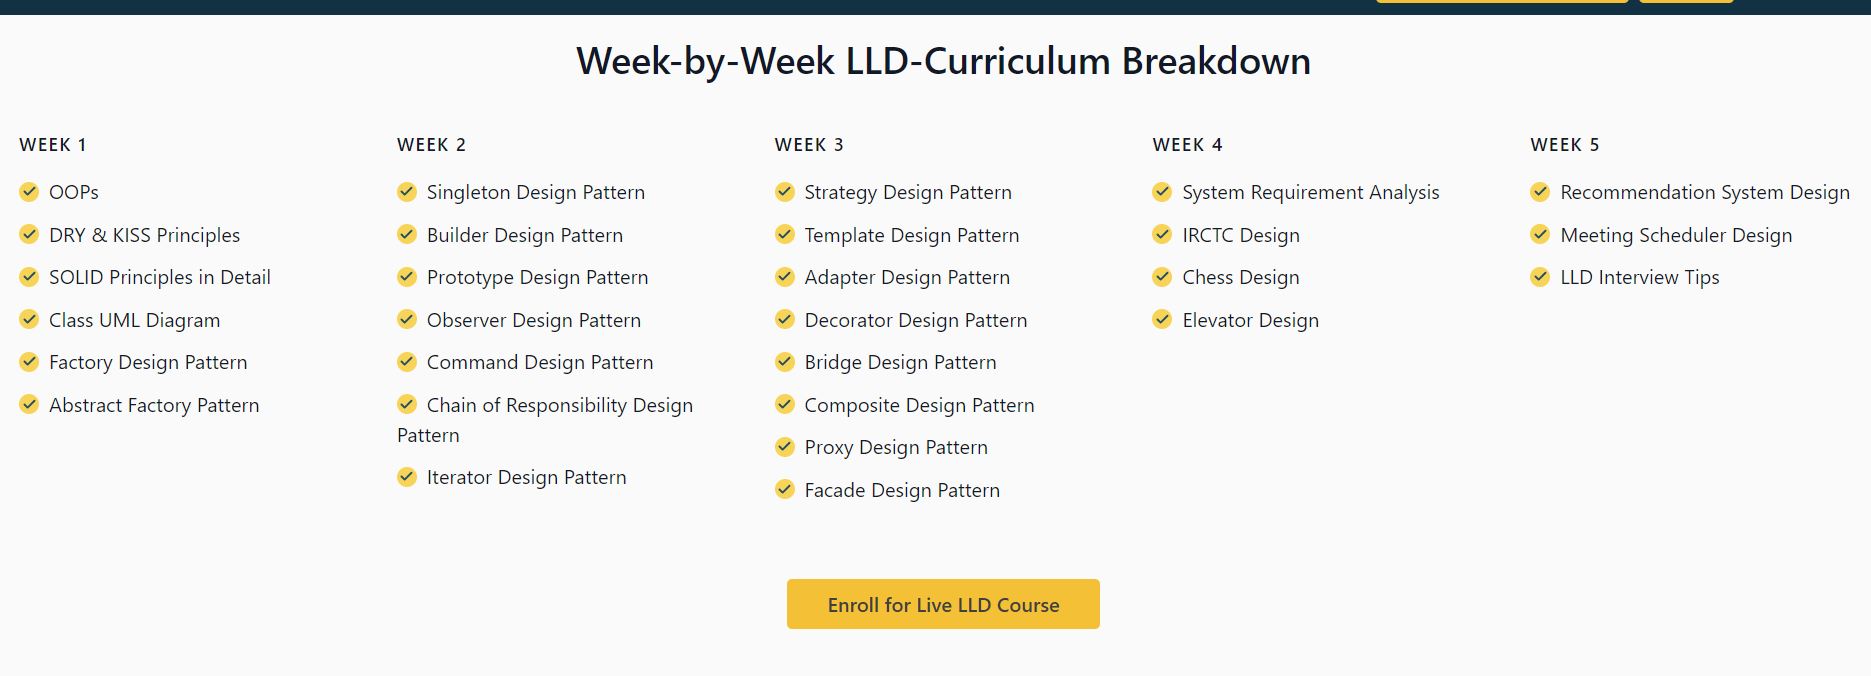 Week-by-Week LLD-Curriculum Breakdown
WEEK 1
OOPs
DRY & KISS Principles
SOLID Principles in Detail
Class UML Diagram
Factory Design Pattern
Abstract Factory Pattern
WEEK 2
Singleton Design Pattern
Builder Design Pattern
Prototype Design Pattern
Observer Design Pattern
Command Design Pattern
Chain of Responsibility Design
Pattern
Iterator Design Pattern
WEEK 3
Strategy Design Pattern
Template Design Pattern
Adapter Design Pattern
Decorator Design Pattern
Bridge Design Pattern
Composite Design Pattern
Proxy Design Pattern
Facade Design Pattern
WEEK 4
System Requirement Analysis
IRCTC Design
Chess Design
Elevator Design
WEEK 5
Recommendation System Design
Meeting Scheduler Design
LLD Interview Tips
Enroll for Live LLD Course